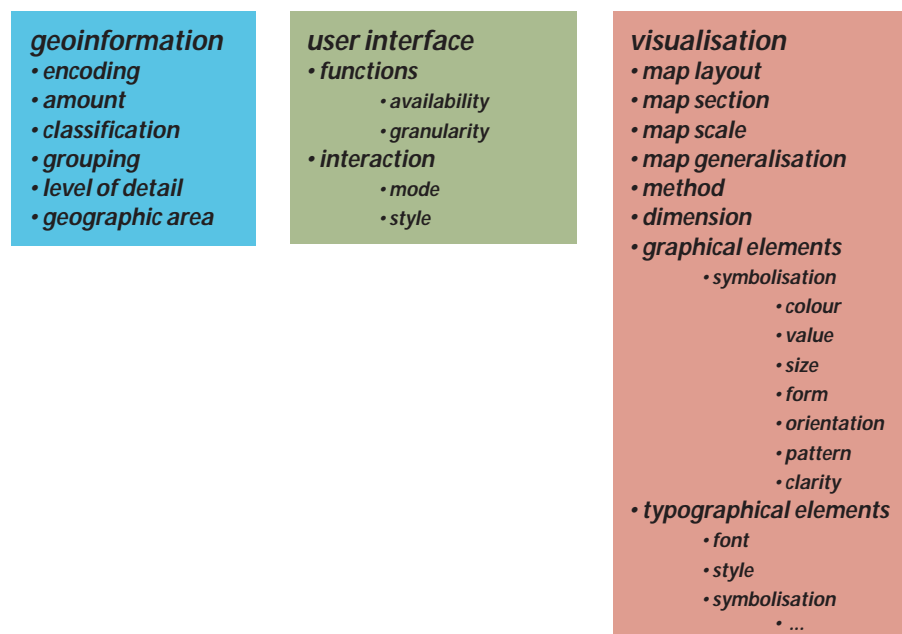 geoinformation
• encoding
• amount
• classification
• grouping
• level of detail
• geographic area
user interface
• functions
• availability
• granularity
• interaction
• mode
• style
visualisation
• map layout
• map section
• map scale
• map generalisation
• method
• dimension
• graphical elements
• symbolisation
• colour
• value
• size
• form
• orientation
• pattern
• clarity
• typographical elements
• font
• style
• symbolisation
• ...